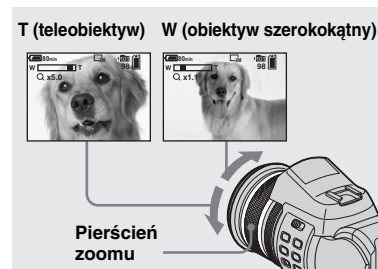 T (teleobiektyw) W (obiektyw szerokokątny)
80min
W T
x5.0
98
80min
W T
x1.1
98
Pierścień
zoomu